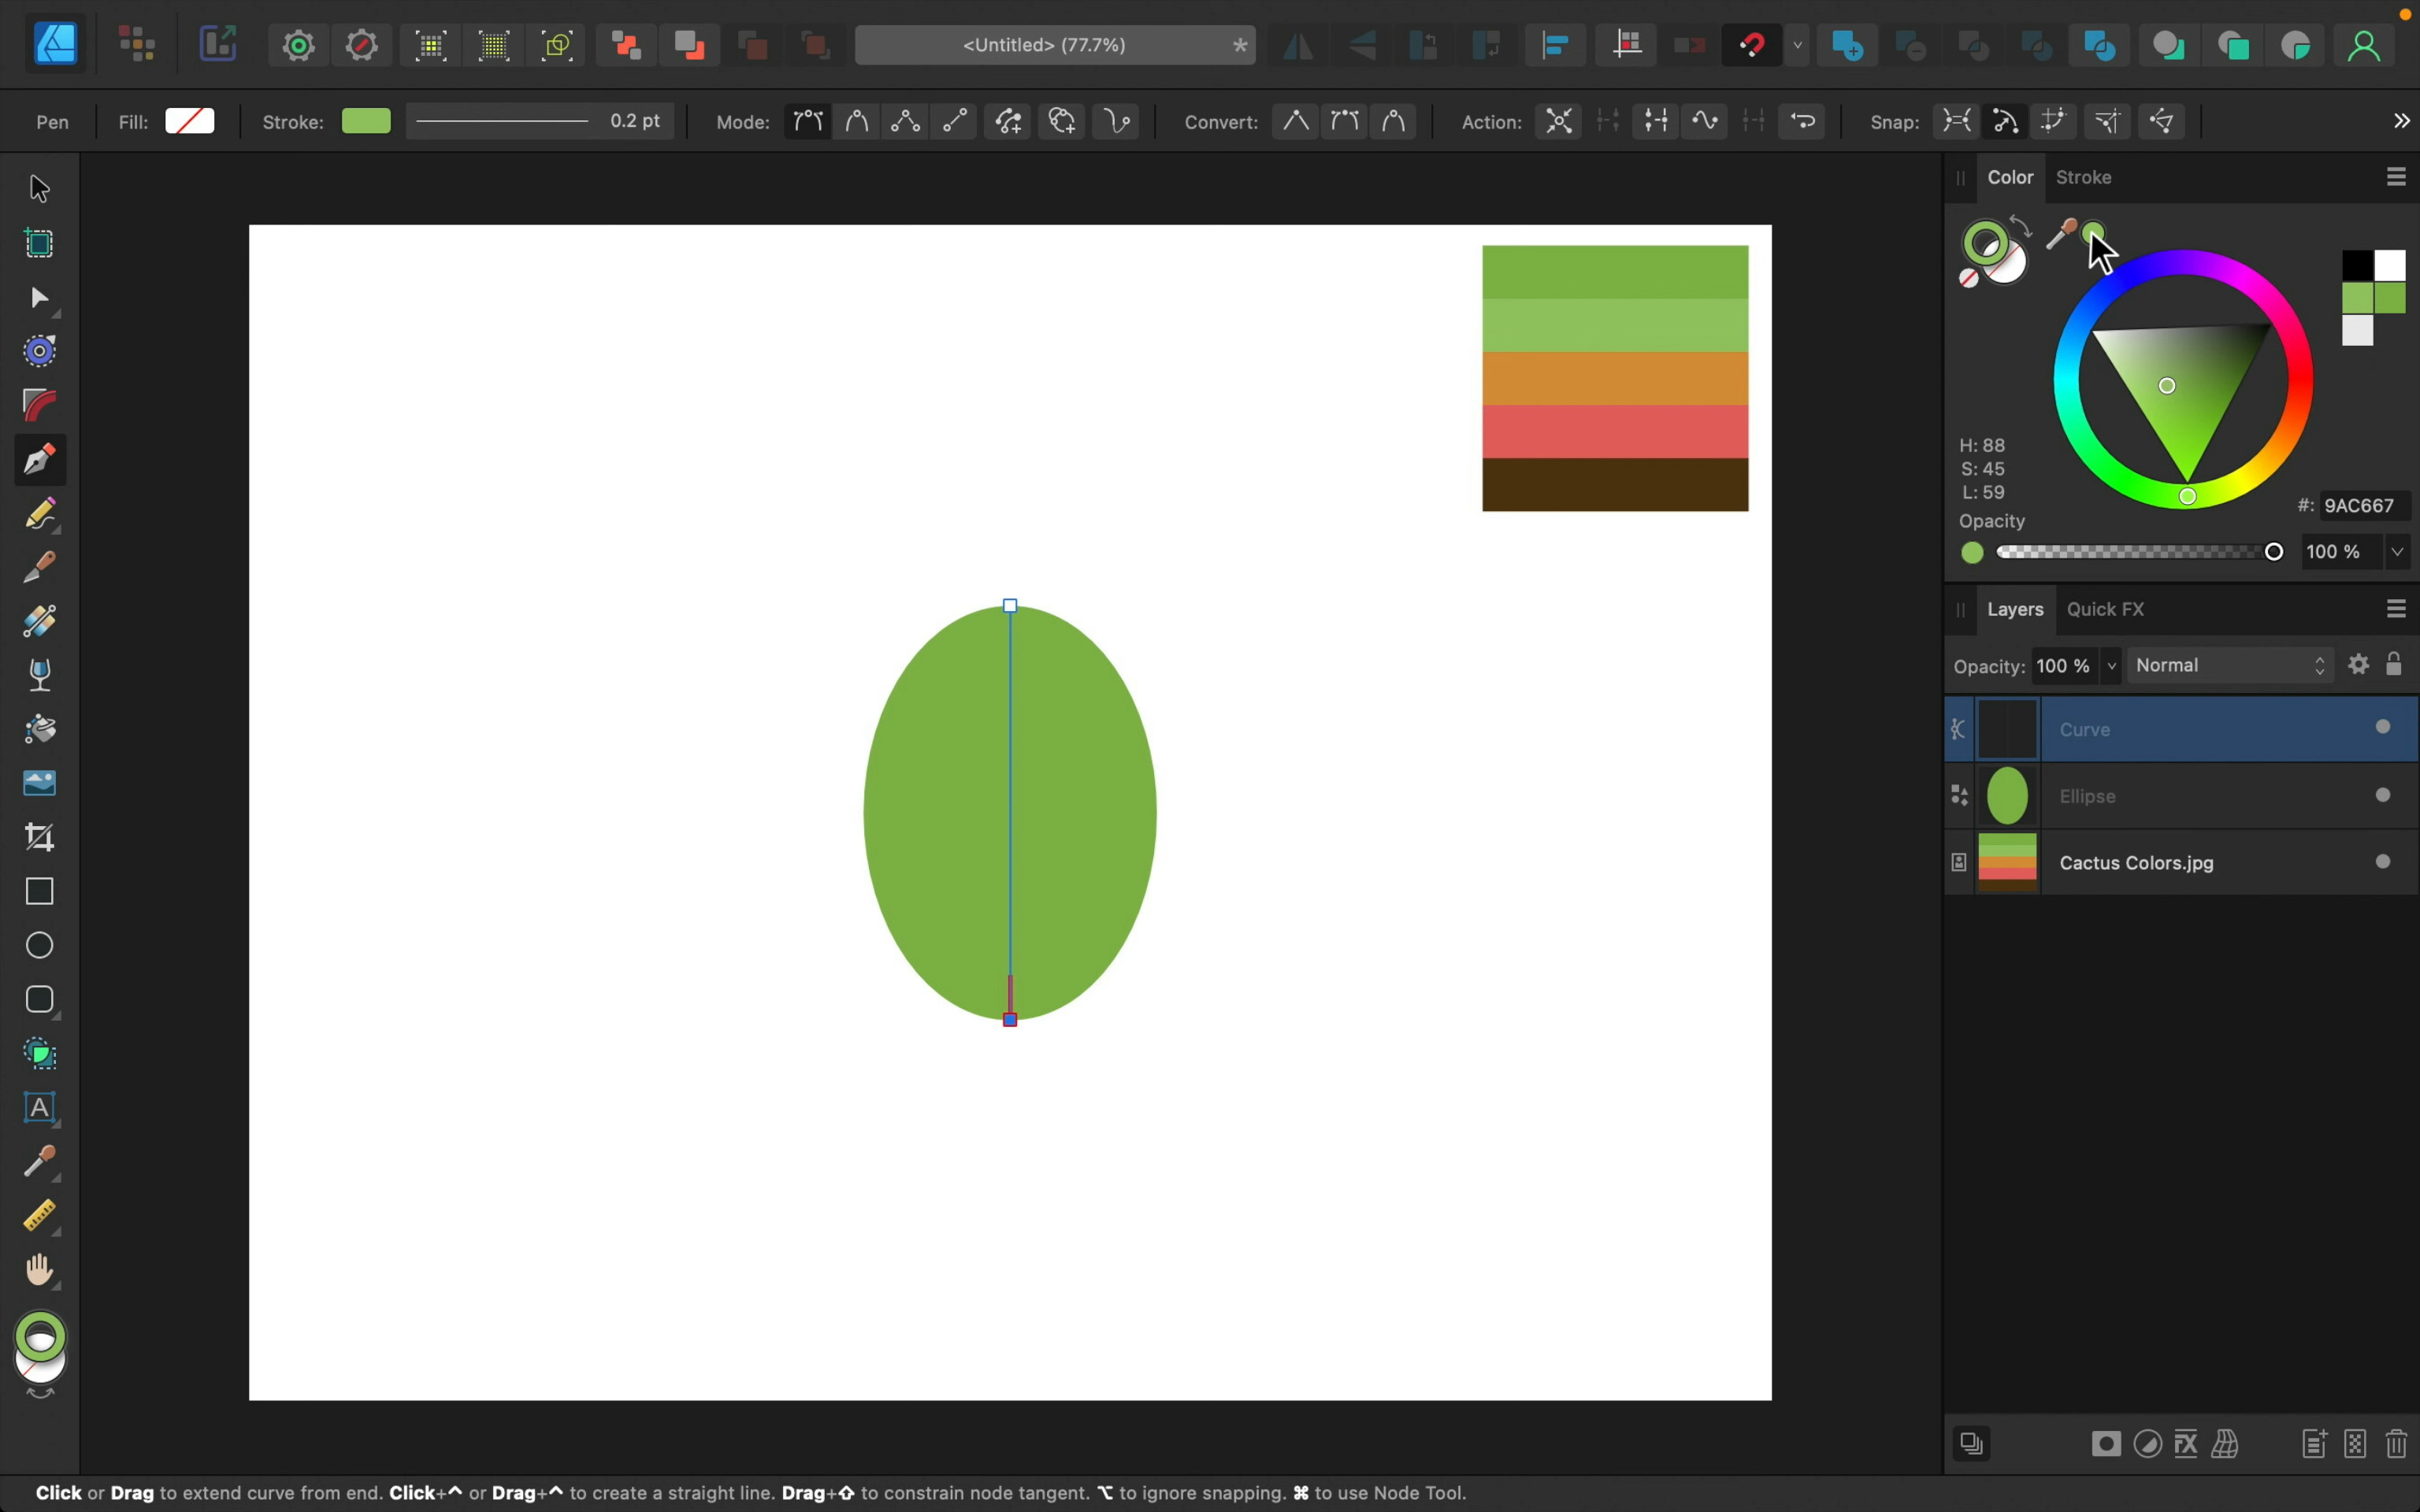 <Untitled> (77.7%)
*
Pen
Fill:
Stroke:
0.2 pt
Mode:
Convert:
Action:
Snap:
Color
Stroke
H: 88
S: 45
L: 59
#: 9AC667
Opacity
100 %
Layers
Quick FX
Opacity: 100 %
Normal
Curve
Ellipse
Cactus Colors.jpg
A
FX
Click or Drag to extend curve from end. Click+^ or Drag+^ to create a straight line. Drag+⇧ to constrain node tangent. ⌥ to ignore snapping. ⌘ to use Node Tool.